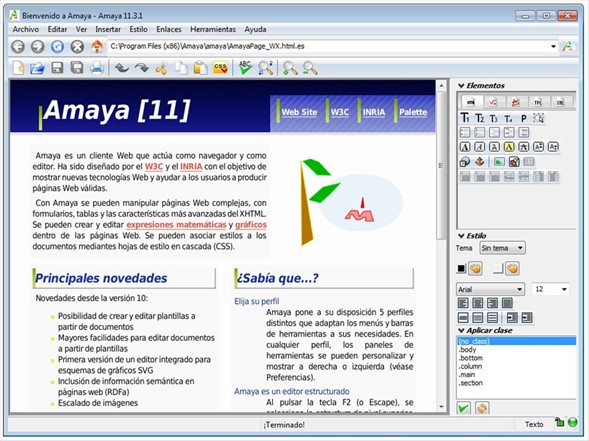 Bienvenido a Amaya - Amaya 11.3.1
Archivo Editar Ver Insertar Estilo Enlaces Herramientas Ayuda
C:\Program Files (x86)\Amaya\amaya\AmayaPage_WX.html.es
Amaya [11]
Web Site W3C INRIA Palette
Amaya es un cliente Web que actúa como navegador y como
editor. Ha sido diseñado por el W3C y el INRIA con el objetivo de
mostrar nuevas tecnologías Web y ayudar a los usuarios a producir
páginas Web válidas.
Con Amaya se pueden manipular páginas Web complejas, con
formularios, tablas y las características más avanzadas del XHTML.
Se pueden crear y editar expresiones matemáticas y gráficos
dentro de las páginas Web. Se pueden asociar estilos a los
documentos mediantes hojas de estilo en cascada (CSS).
Principales novedades
Novedades desde la versión 10:
Posibilidad de crear y editar plantillas a
partir de documentos
Mayores facilidades para editar documentos
a partir de plantillas
Primera versión de un editor integrado para
esquemas de gráficos SVG
Inclusión de información semántica en
páginas web (RDFa)
Escalado de imágenes
¿Sabía que...?
Elija su perfil
Amaya pone a su disposición 5 perfiles
distintos que adaptan los menús y barras
de herramientas a sus necesidades. En
cualquier perfil, los paneles de
herramientas se pueden personalizar y
mostrar a derecha o izquierda (véase
Preferencias).
Amaya es un editor estructurado
Al pulsar la tecla F2 (o Escape), se
selecciona la estructura de nivel superior
Elementos
T1 T2 T3 T4 P
Estilo
Tema Sin tema
Arial 12
Aplicar clase
(no_class)
.body
.bottom
.column
.main
.section
¡Terminado!
Texto